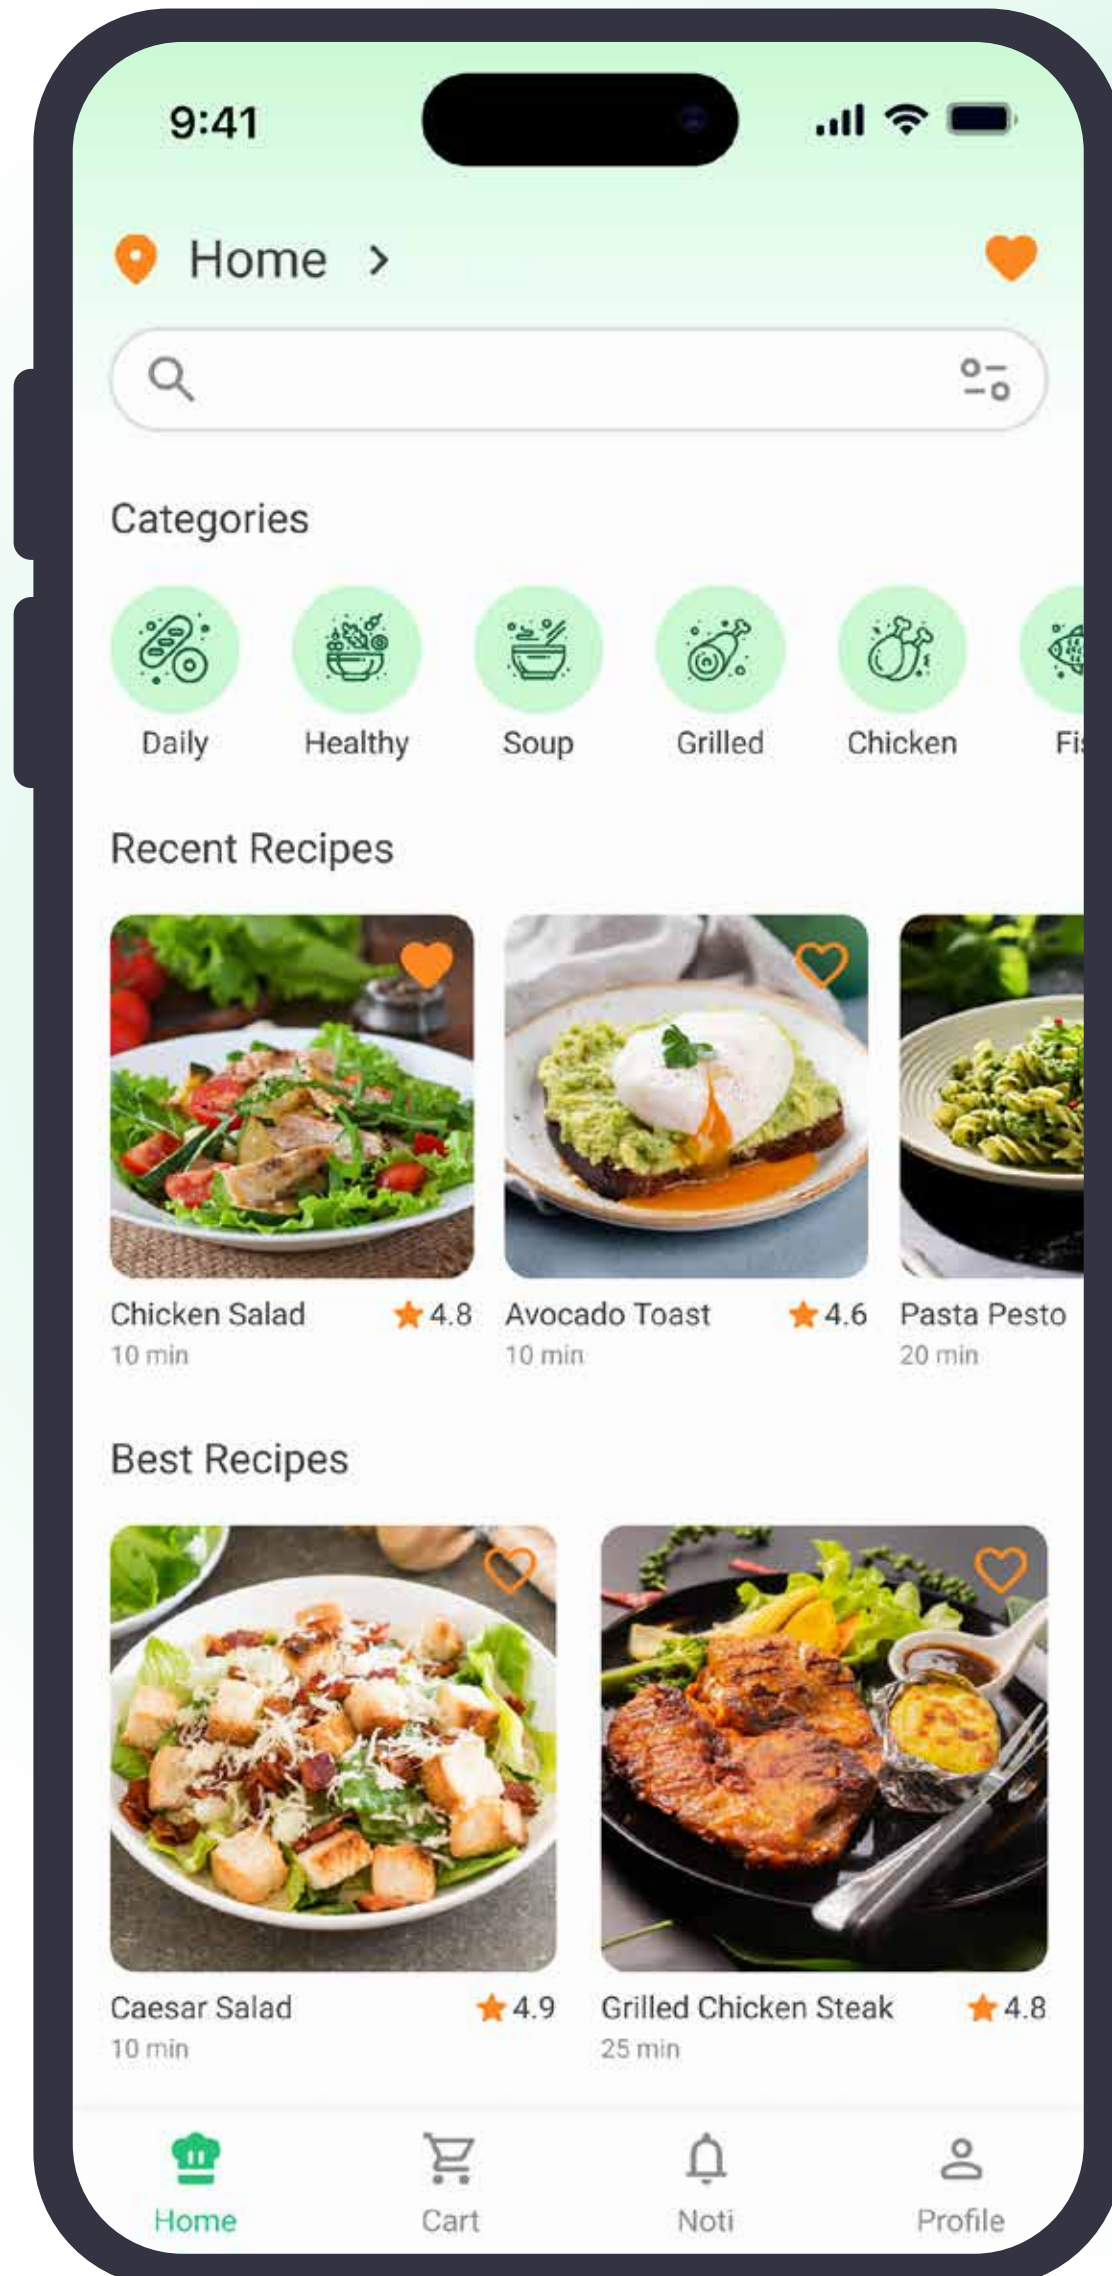 9:41
Home
Categories
Daily
Healthy
Soup
Grilled
Chicken
Recent Recipes
Chicken Salad 4.8
10 min
Avocado Toast 4.6
10 min
Pasta Pesto
20 min
Best Recipes
Caesar Salad 4.9
10 min
Grilled Chicken Steak 4.8
25 min
Home
Cart
Noti
Profile